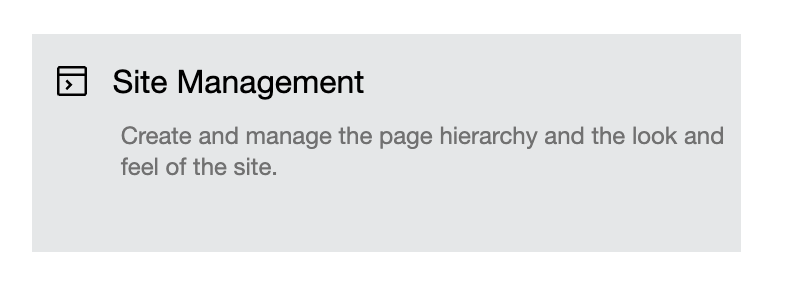 Site Management
Create and manage the page hierarchy and the look and
feel of the site.